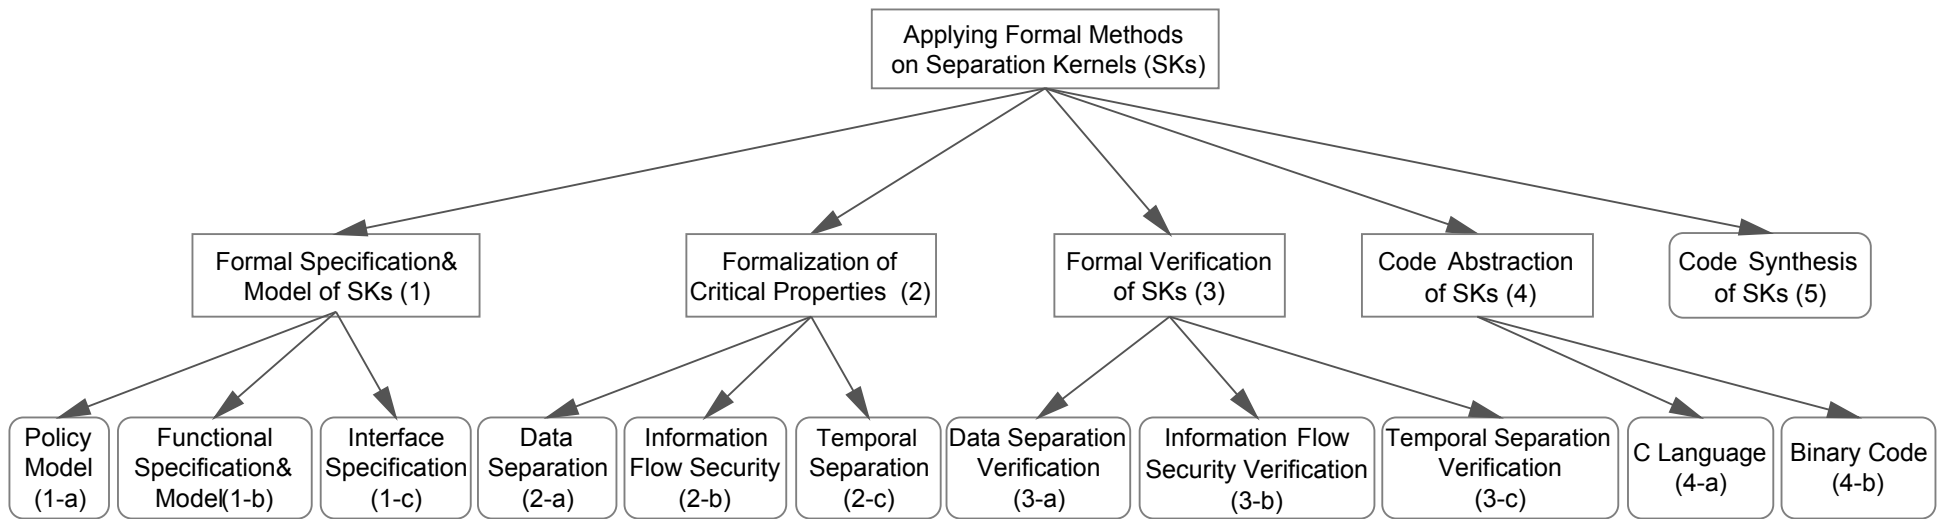 Applying Formal Methods
on Separation Kernels (SKs)
Formal Specification&
Model of SKs (1)
Formalization of
Critical Properties (2)
Formal Verification
of SKs (3)
Code Abstraction
of SKs (4)
Code Synthesis
of SKs (5)
Policy
Model
(1-a)
Functional
Specification&
Model(1-b)
Interface
Specification
(1-c)
Data
Separation
(2-a)
Information
Flow Security
(2-b)
Temporal
Separation
(2-c)
Data Separation
Verification
(3-a)
Information Flow
Security Verification
(3-b)
Temporal Separation
Verification
(3-c)
C Language
(4-a)
Binary Code
(4-b)